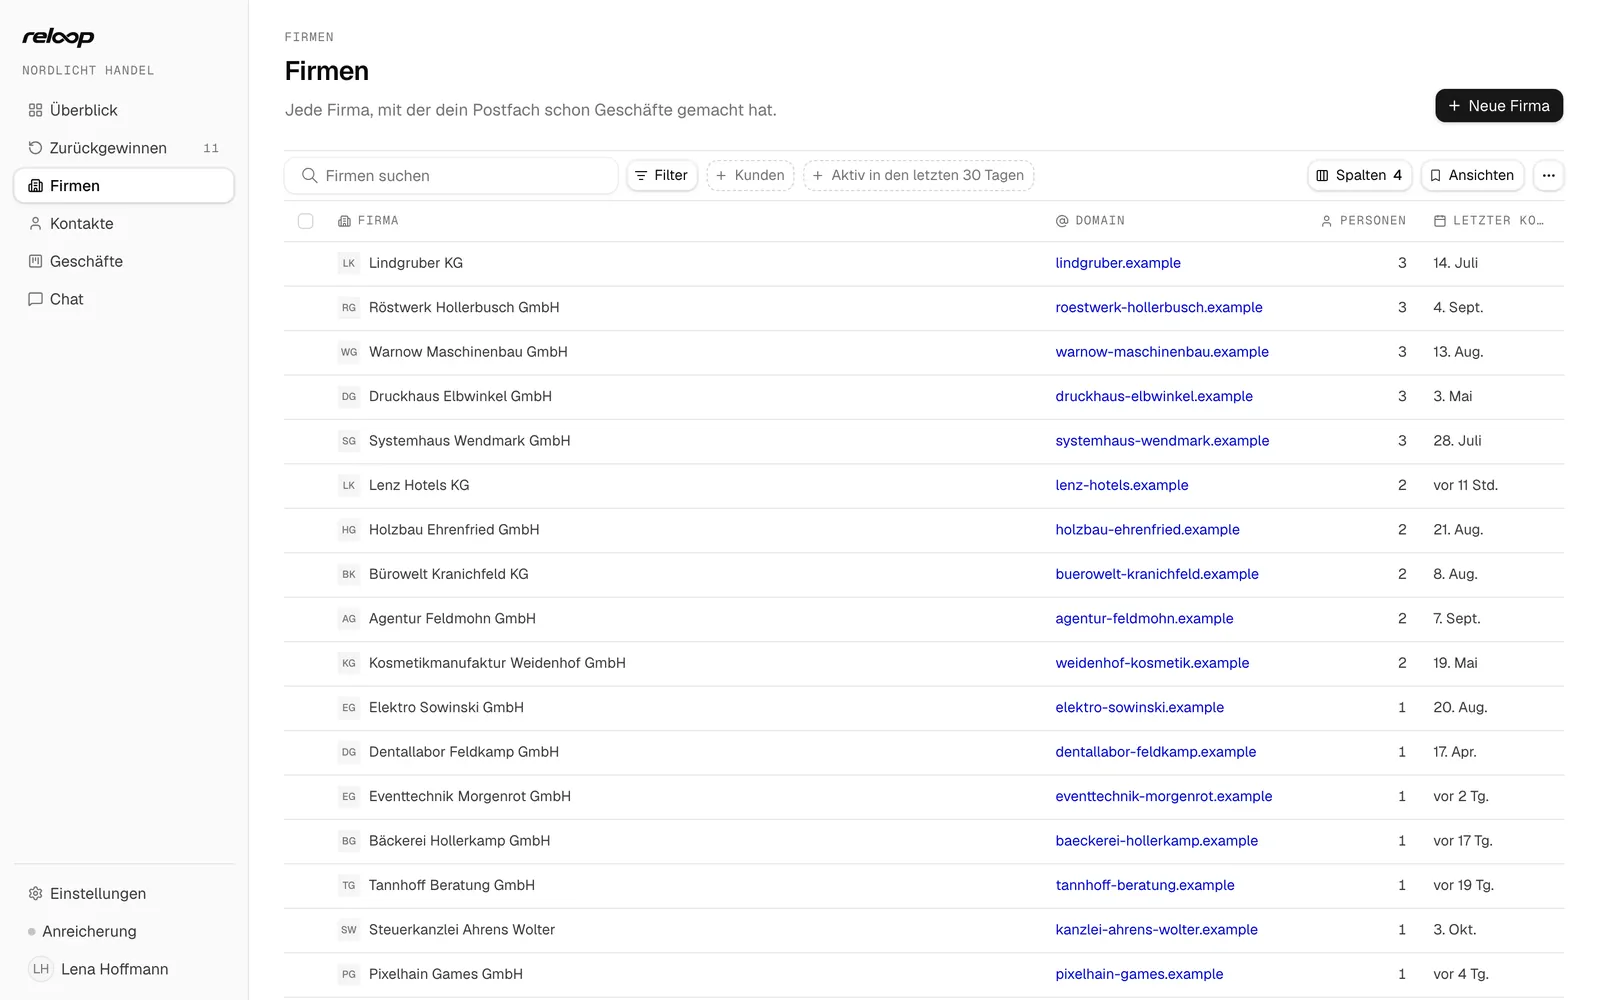 reloop
NORDLICHT HANDEL
Überblick
Zurückgewinnen 11
Firmen
Kontakte
Geschäfte
Chat
Einstellungen
Anreicherung
LH Lena Hoffmann
FIRMEN
Firmen
Jede Firma, mit der dein Postfach schon Geschäfte gemacht hat.
+ Neue Firma
Firmen suchen
Filter
+ Kunden
+ Aktiv in den letzten 30 Tagen
Spalten 4
Ansichten
FIRMA DOMAIN PERSONEN LETZTER KO…
LK Lindgruber KG lindgruber.example 3 14. Juli
RG Röstwerk Hollerbusch GmbH roestwerk-hollerbusch.example 3 4. Sept.
WG Warnow Maschinenbau GmbH warnow-maschinenbau.example 3 13. Aug.
DG Druckhaus Elbwinkel GmbH druckhaus-elbwinkel.example 3 3. Mai
SG Systemhaus Wendmark GmbH systemhaus-wendmark.example 3 28. Juli
LK Lenz Hotels KG lenz-hotels.example 2 vor 11 Std.
HG Holzbau Ehrenfried GmbH holzbau-ehrenfried.example 2 21. Aug.
BK Bürowelt Kranichfeld KG buerowelt-kranichfeld.example 2 8. Aug.
AG Agentur Feldmohn GmbH agentur-feldmohn.example 2 7. Sept.
KG Kosmetikmanufaktur Weidenhof GmbH weidenhof-kosmetik.example 2 19. Mai
EG Elektro Sowinski GmbH elektro-sowinski.example 1 20. Aug.
DG Dentallabor Feldkamp GmbH dentallabor-feldkamp.example 1 17. Apr.
EG Eventtechnik Morgenrot GmbH eventtechnik-morgenrot.example 1 vor 2 Tg.
BG Bäckerei Hollerkamp GmbH baeckerei-hollerkamp.example 1 vor 17 Tg.
TG Tannhoff Beratung GmbH tannhoff-beratung.example 1 vor 19 Tg.
SW Steuerkanzlei Ahrens Wolter kanzlei-ahrens-wolter.example 1 3. Okt.
PG Pixelhain Games GmbH pixelhain-games.example 1 vor 4 Tg.